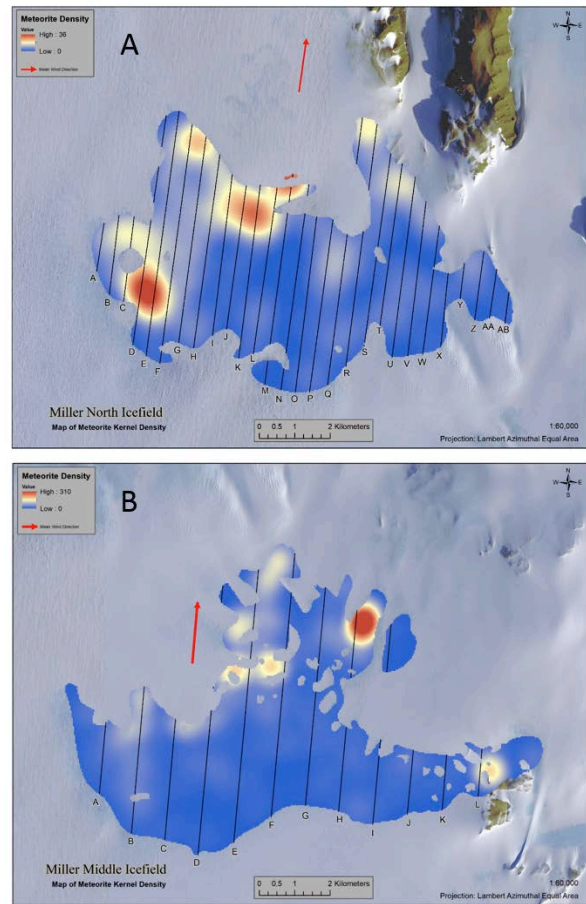 Meteorite Density
Value
High : 36
Low : 0
Mean Wind Direction
A
N
W E
S
A
B
C
D
E
F
G
H
I
J
K
L
M
N
O
P
Q
R
S
T
U
V
W
X
Y
Z
AA
AB
Miller North Icefield
Map of Meteorite Kernel Density
0 0.5 1 2 Kilometers
1:60,000
Projection: Lambert Azimuthal Equal Area
Meteorite Density
Value
High : 310
Low : 0
Mean Wind Direction
B
N
W E
S
A
B
C
D
E
F
G
H
I
J
K
L
Miller Middle Icefield
Map of Meteorite Kernel Density
0 0.5 1 2 Kilometers
1:60,000
Projection: Lambert Azimuthal Equal Area